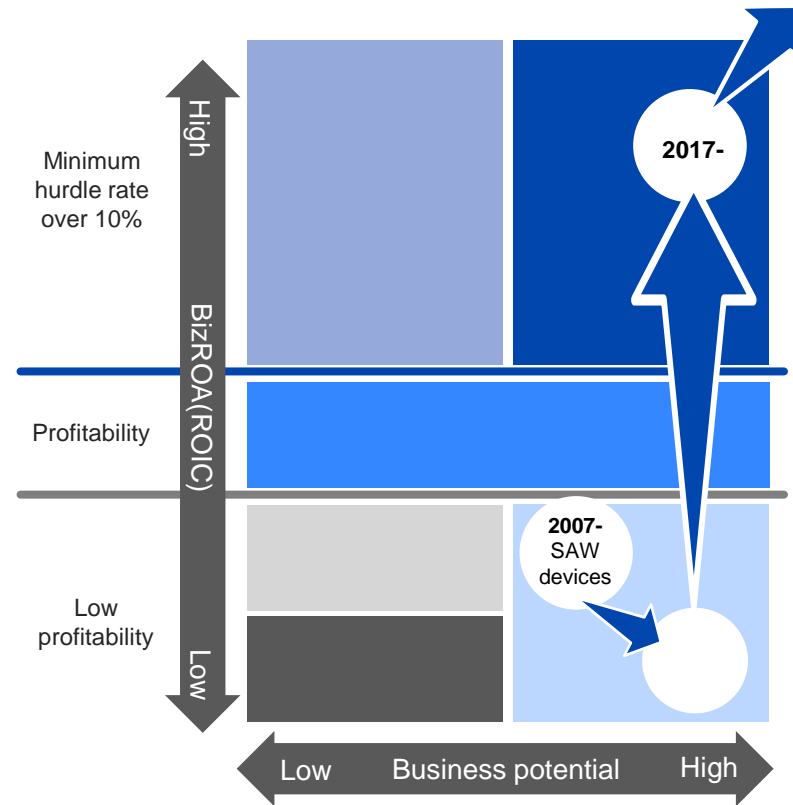 Minimum
hurdle rate
over 10%
Profitability
Low
profitability
High
BizROA(ROIC)
Low
2017-
2007-
SAW
devices
Low Business potential High